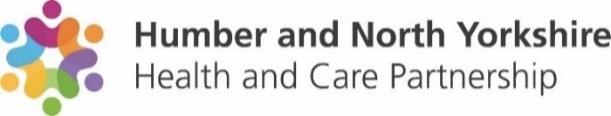 Humber and North Yorkshire
Health and Care Partnership